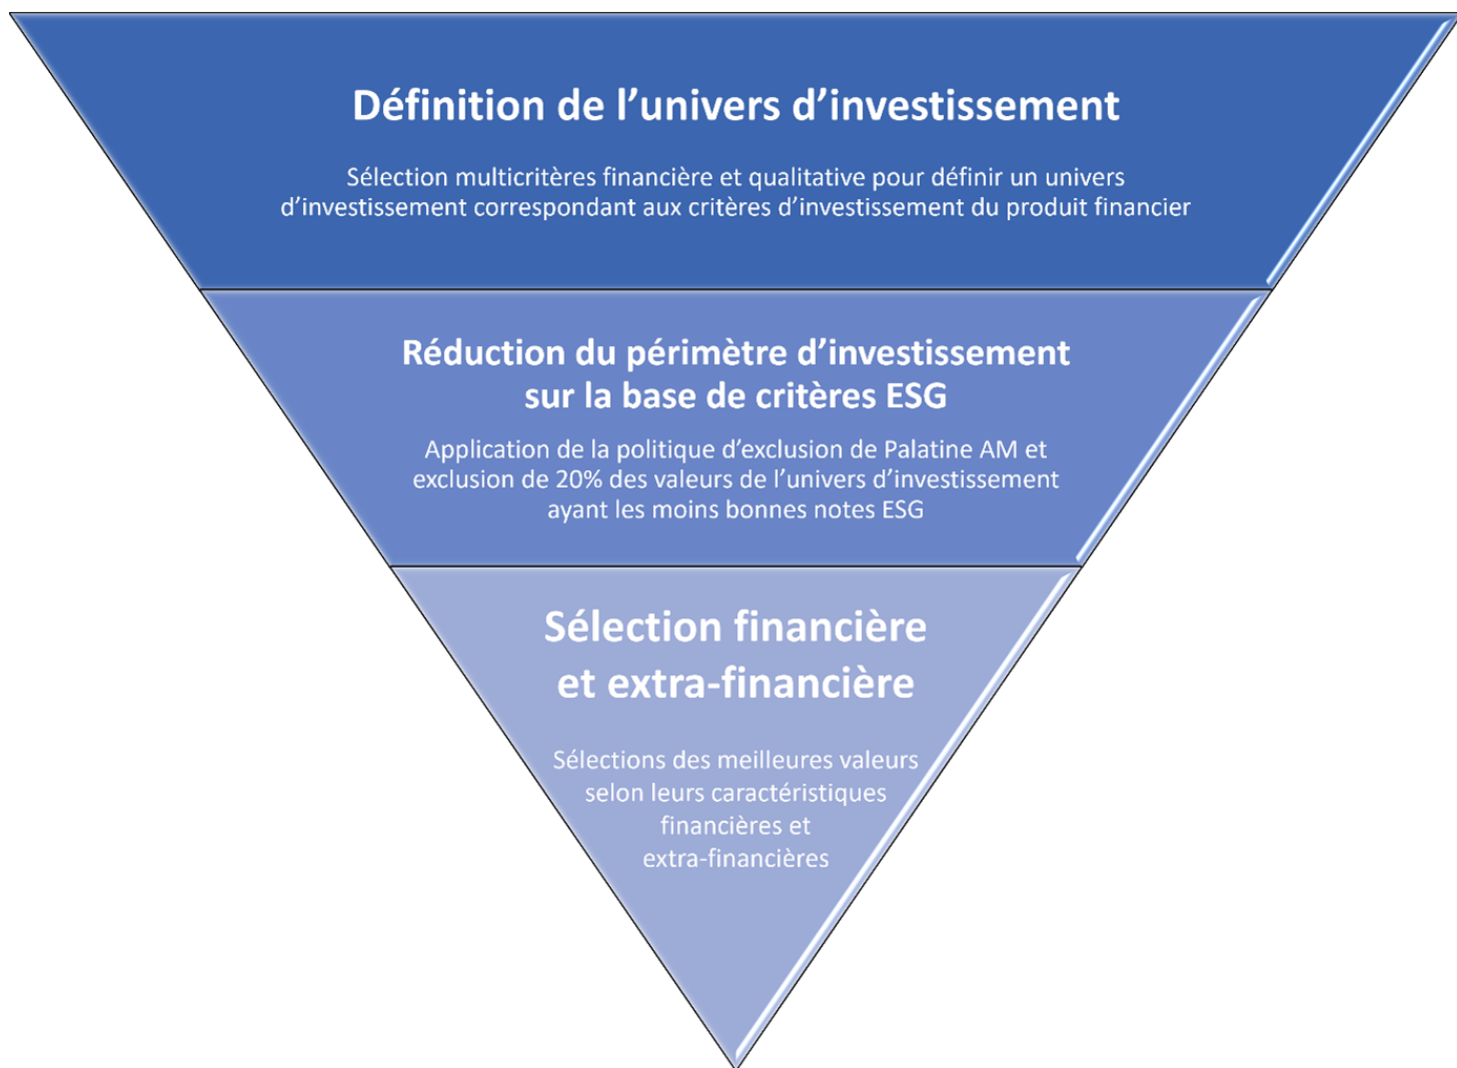 Définition de l’univers d’investissement
Sélection multicritères financière et qualitative pour définir un univers
d’investissement correspondant aux critères d’investissement du produit financier
Réduction du périmètre d’investissement
sur la base de critères ESG
Application de la politique d’exclusion de Palatine AM et
exclusion de 20% des valeurs de l’univers d’investissement
ayant les moins bonnes notes ESG
Sélection financière
et extra-financière
Sélections des meilleures valeurs
selon leurs caractéristiques
financières et
extra-financières